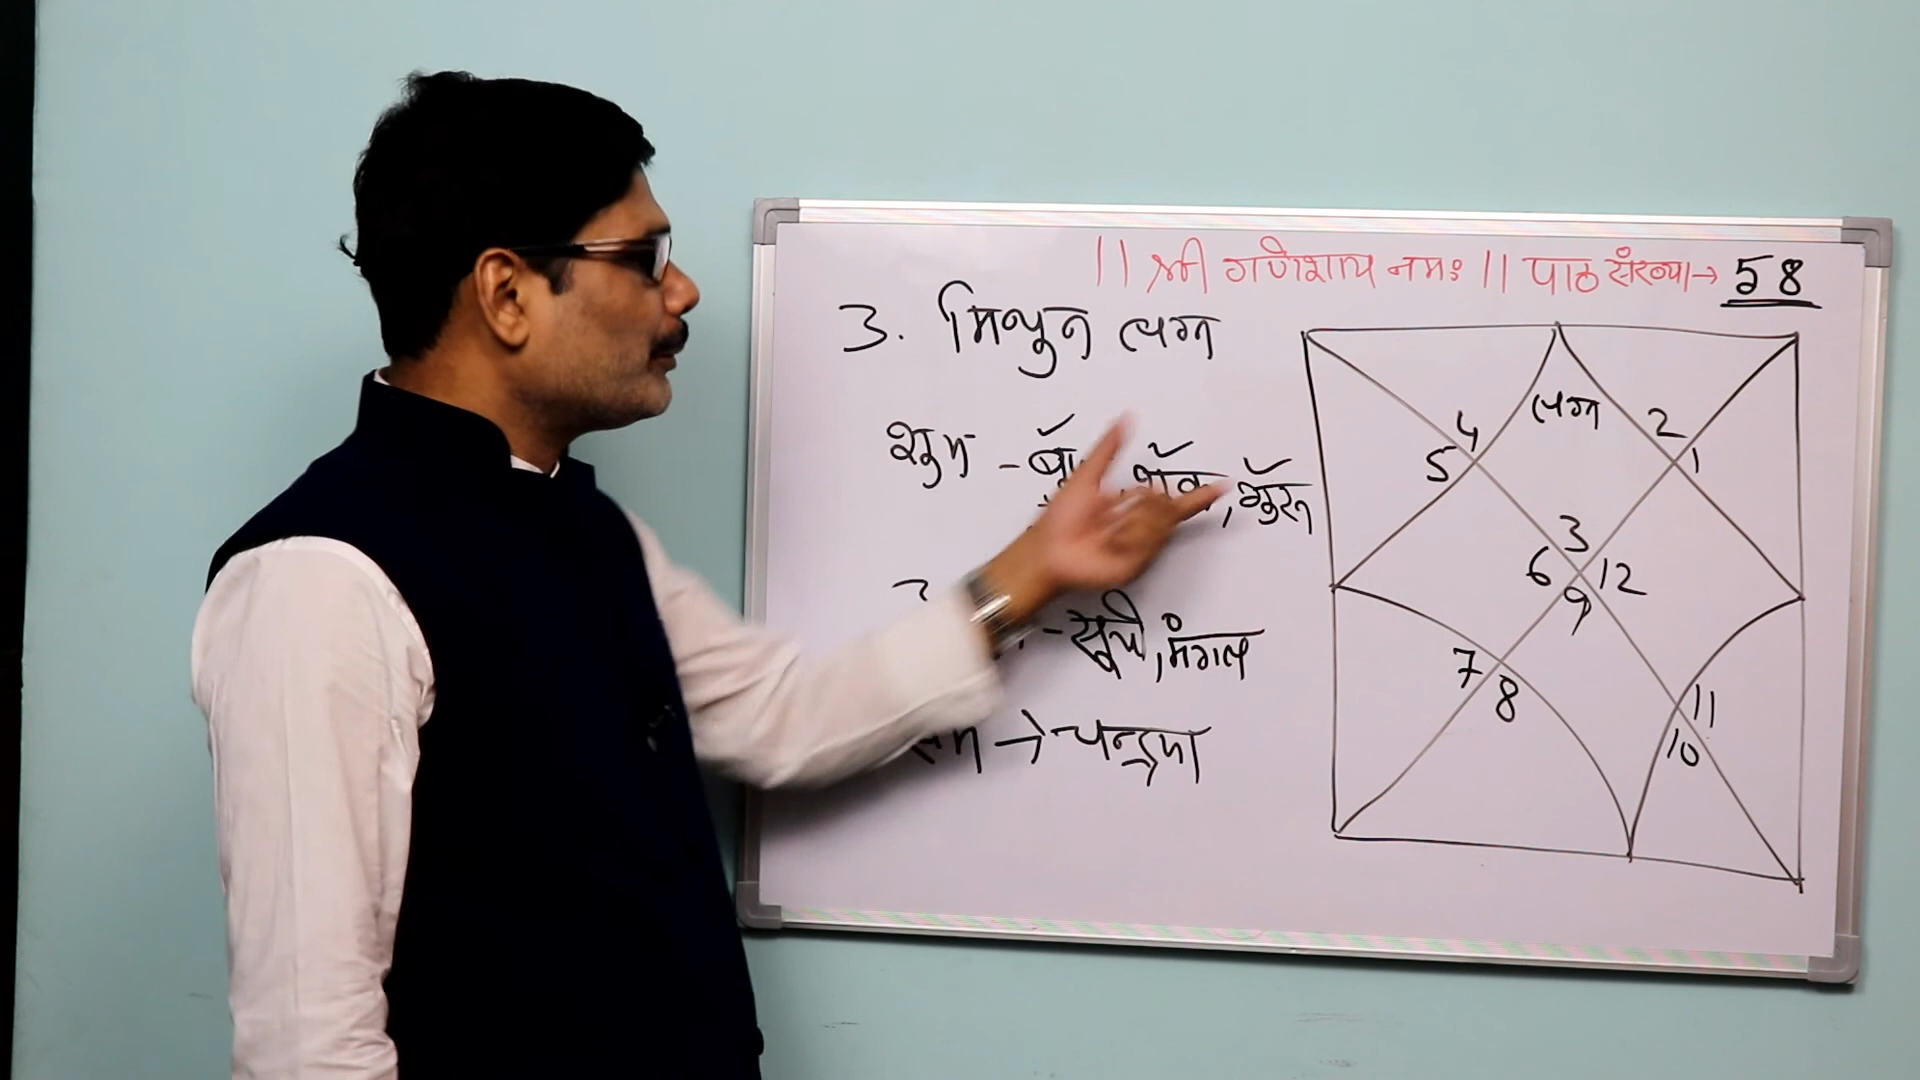 ।। श्री गणेशाय नमः ।। पाठ संख्या → 58
3. मिथुन लग्न
शुभ - शुक्र, गुरू
- सूर्य, मंगल
सम → चन्द्रमा
लग्न
4 2
5 1
3
6 12
9
7 11
8 10